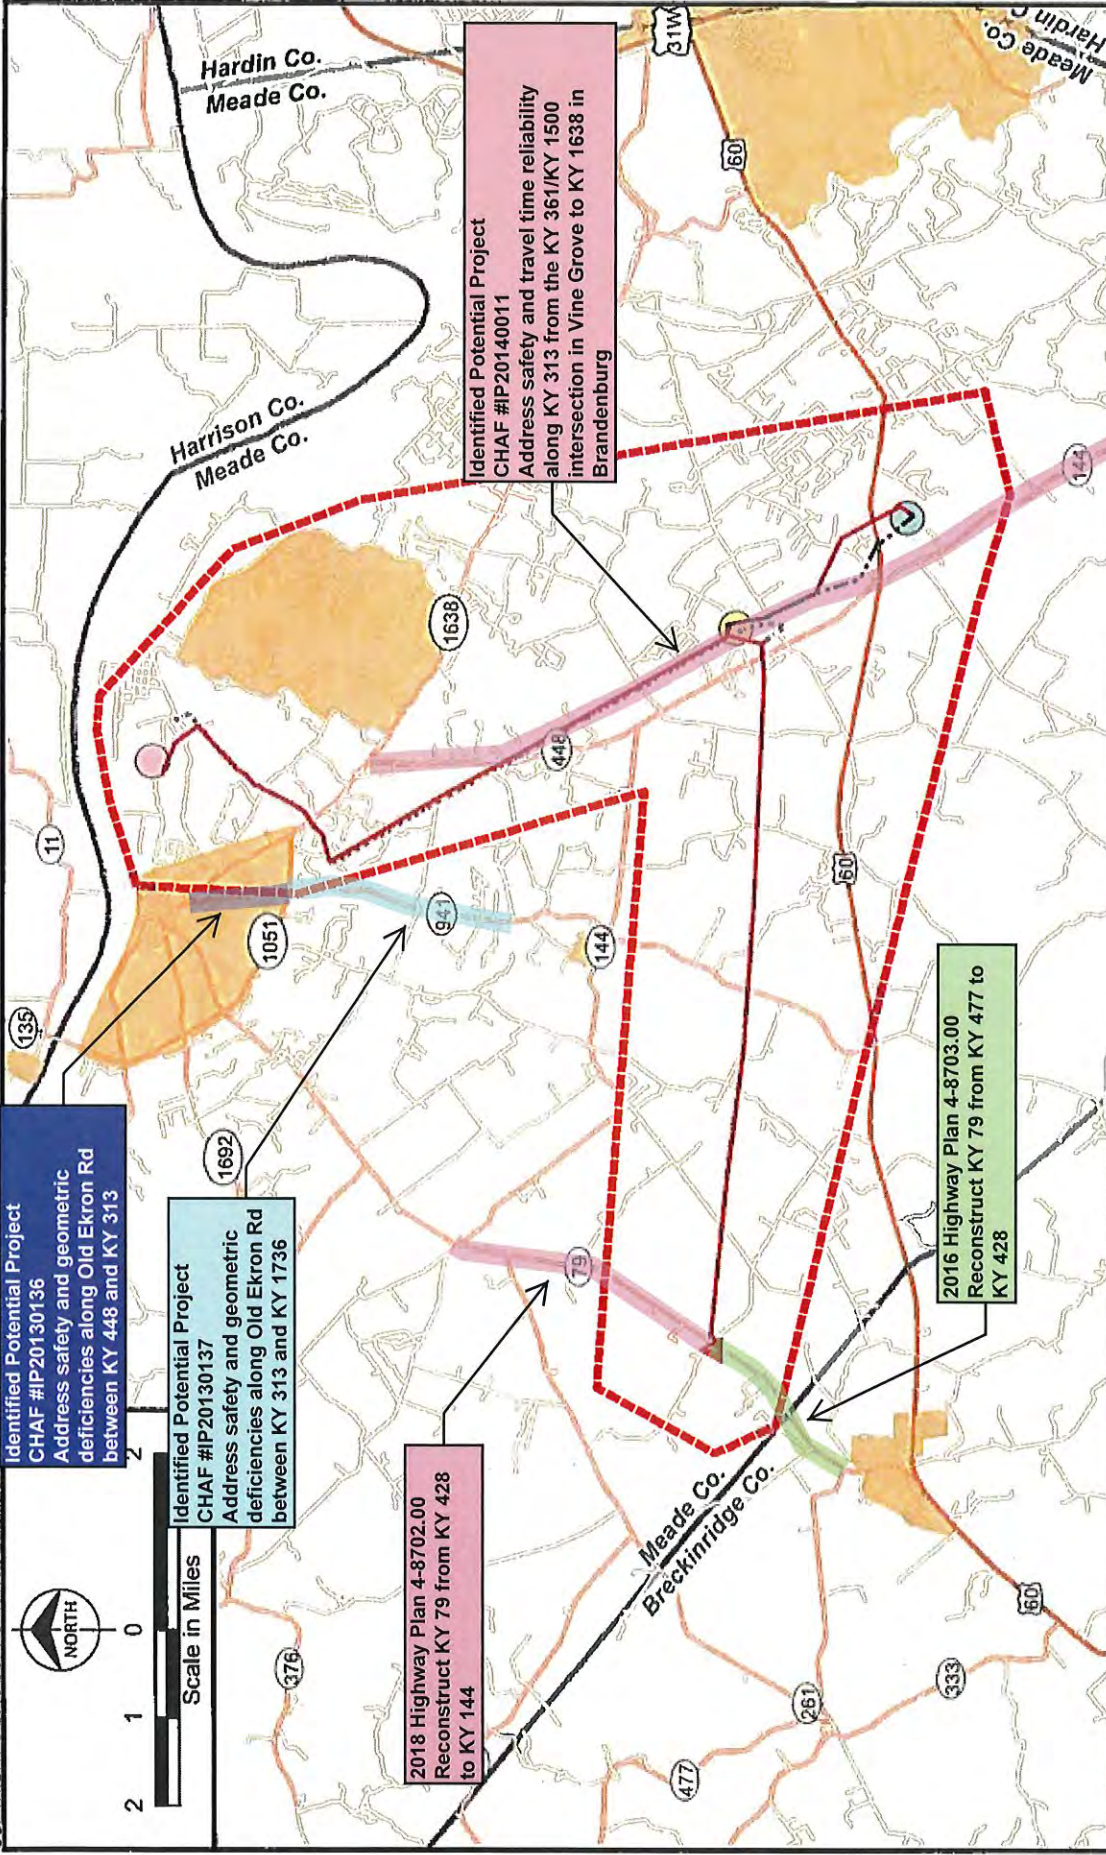 Identified Potential Project
CHAF #IP20130136
Address safety and geometric
deficiencies along Old Ekron Rd
between KY 448 and KY 313
Identified Potential Project
CHAF #IP20130137
Address safety and geometric
deficiencies along Old Ekron Rd
between KY 313 and KY 1736
Identified Potential Project
CHAF #IP20140011
Address safety and travel time reliability
along KY 313 from the KY 361/KY 1500
intersection in Vine Grove to KY 1638 in
Brandenburg
2018 Highway Plan 4-8702.00
Reconstruct KY 79 from KY 428
to KY 144
2016 Highway Plan 4-8703.00
Reconstruct KY 79 from KY 477 to
KY 428
NORTH
2 1 0 2
Scale in Miles
Hardin Co.
Meade Co.
Harrison Co.
Meade Co.
Meade Co.
Breckinridge Co.
Meade Co.
Hardin C
135
11
1692
1051
941
144
1638
448
31W
60
144
60
79
376
477
261
333
60